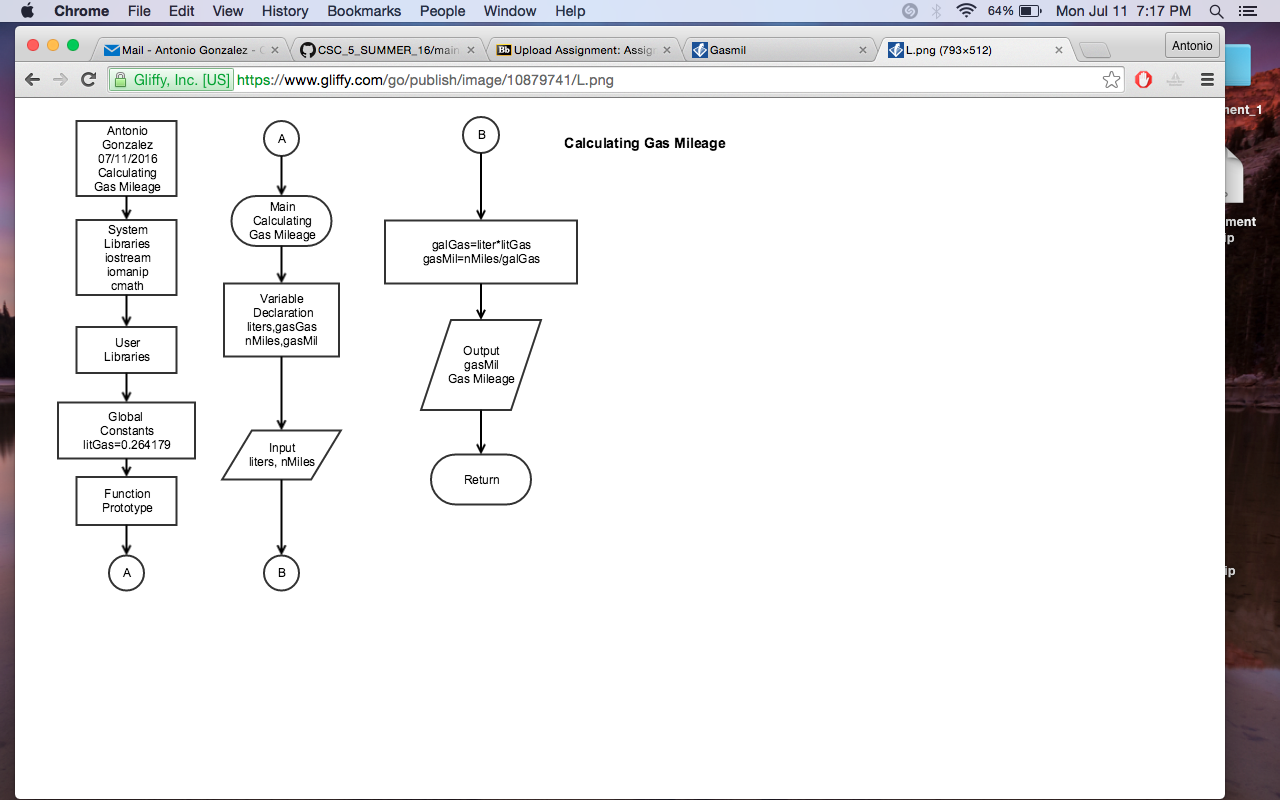 Chrome File Edit View History Bookmarks People Window Help 64% Mon Jul 11 7:17 PM
Mail - Antonio Gonzalez - CSC_5_SUMMER_16/main Bb Upload Assignment: Assig Gasmil L.png (793×512) Antonio
Gliffy, Inc. [US] https://www.gliffy.com/go/publish/image/10879741/L.png
ment_1
ment
ip
ip
Antonio
Gonzalez
07/11/2016
Calculating
Gas Mileage
System
Libraries
iostream
iomanip
cmath
User
Libraries
Global
Constants
litGas=0.264179
Function
Prototype
A
A
Main
Calculating
Gas Mileage
Variable
Declaration
liters,gasGas
nMiles,gasMil
Input
liters, nMiles
B
B
galGas=liter*litGas
gasMil=nMiles/galGas
Output
gasMil
Gas Mileage
Return
Calculating Gas Mileage